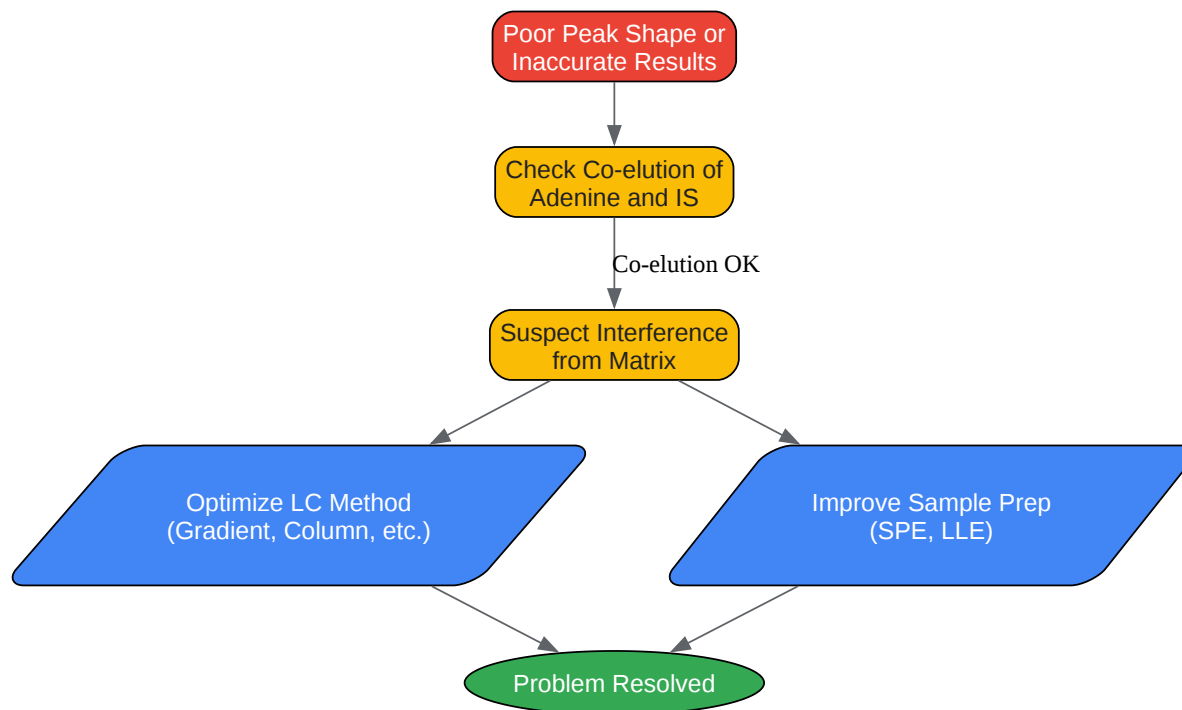 Poor Peak Shape or
Inaccurate Results
Check Co-elution of
Adenine and IS
Co-elution OK
Suspect Interference
from Matrix
Optimize LC Method
(Gradient, Column, etc.)
Improve Sample Prep
(SPE, LLE)
Problem Resolved